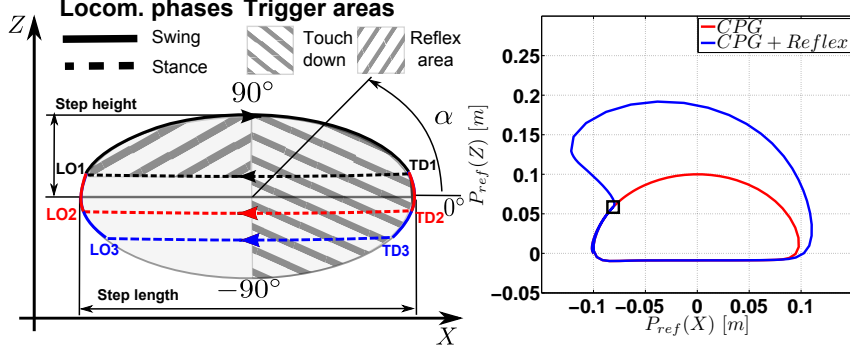 Locom. phases Trigger areas
Swing
Stance
Touch
down
Reflex
area
Z
Step height
90°
α
LO1
TD1
0°
LO2
TD2
LO3
TD3
−90°
Step length
X
CPG
CPG + Reflex
P_ref(Z) [m]
0.3
0.25
0.2
0.15
0.1
0.05
0
−0.05
−0.1
−0.05
0
0.05
0.1
P_ref(X) [m]